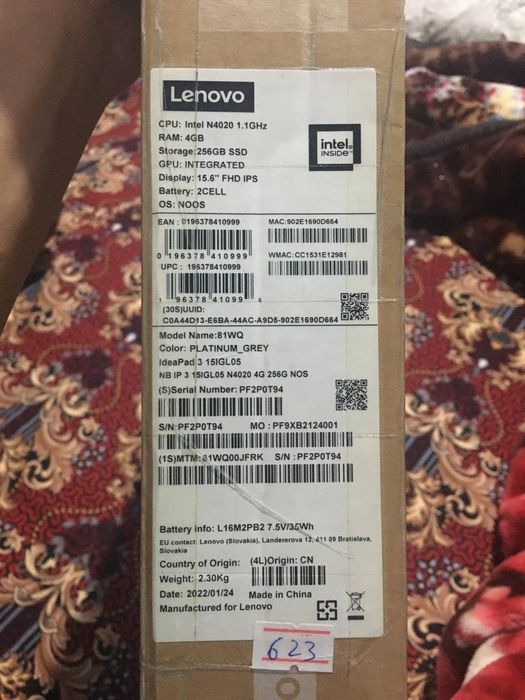 Lenovo
CPU: Intel N4020 1.1GHz
RAM: 4GB
Storage:256GB SSD
GPU: INTEGRATED
Display: 15.6" FHD IPS
Battery: 2CELL
OS: NOOS
intel.
INSIDE™
EAN : 0196378410999
MAC:902E1690D664
0 196378 410999
WMAC:CC1531E12981
UPC : 196378410999
1 96378 41099 9
(30S)UUID:
C0A44D13-E6BA-44AC-A9D5-902E1690D664
Model Name:81WQ
Color: PLATINUM_GREY
IdeaPad 3 15IGL05
NB IP 3 15IGL05 N4020 4G 256G NOS
(S)Serial Number: PF2P0T94
S/N:PF2P0T94 MO : PF9XB2124001
(1S)MTM:81WQ00JFRK S/N :PF2P0T94
Battery info: L16M2PB2 7.5V/35Wh
EU contact: Lenovo (Slovakia), Landererova 12, 811 09 Bratislava,
Slovakia
Country of Origin: (4L)Origin: CN
Weight: 2.30Kg
Date: 2022/01/24 Made in China
Manufactured for Lenovo
623